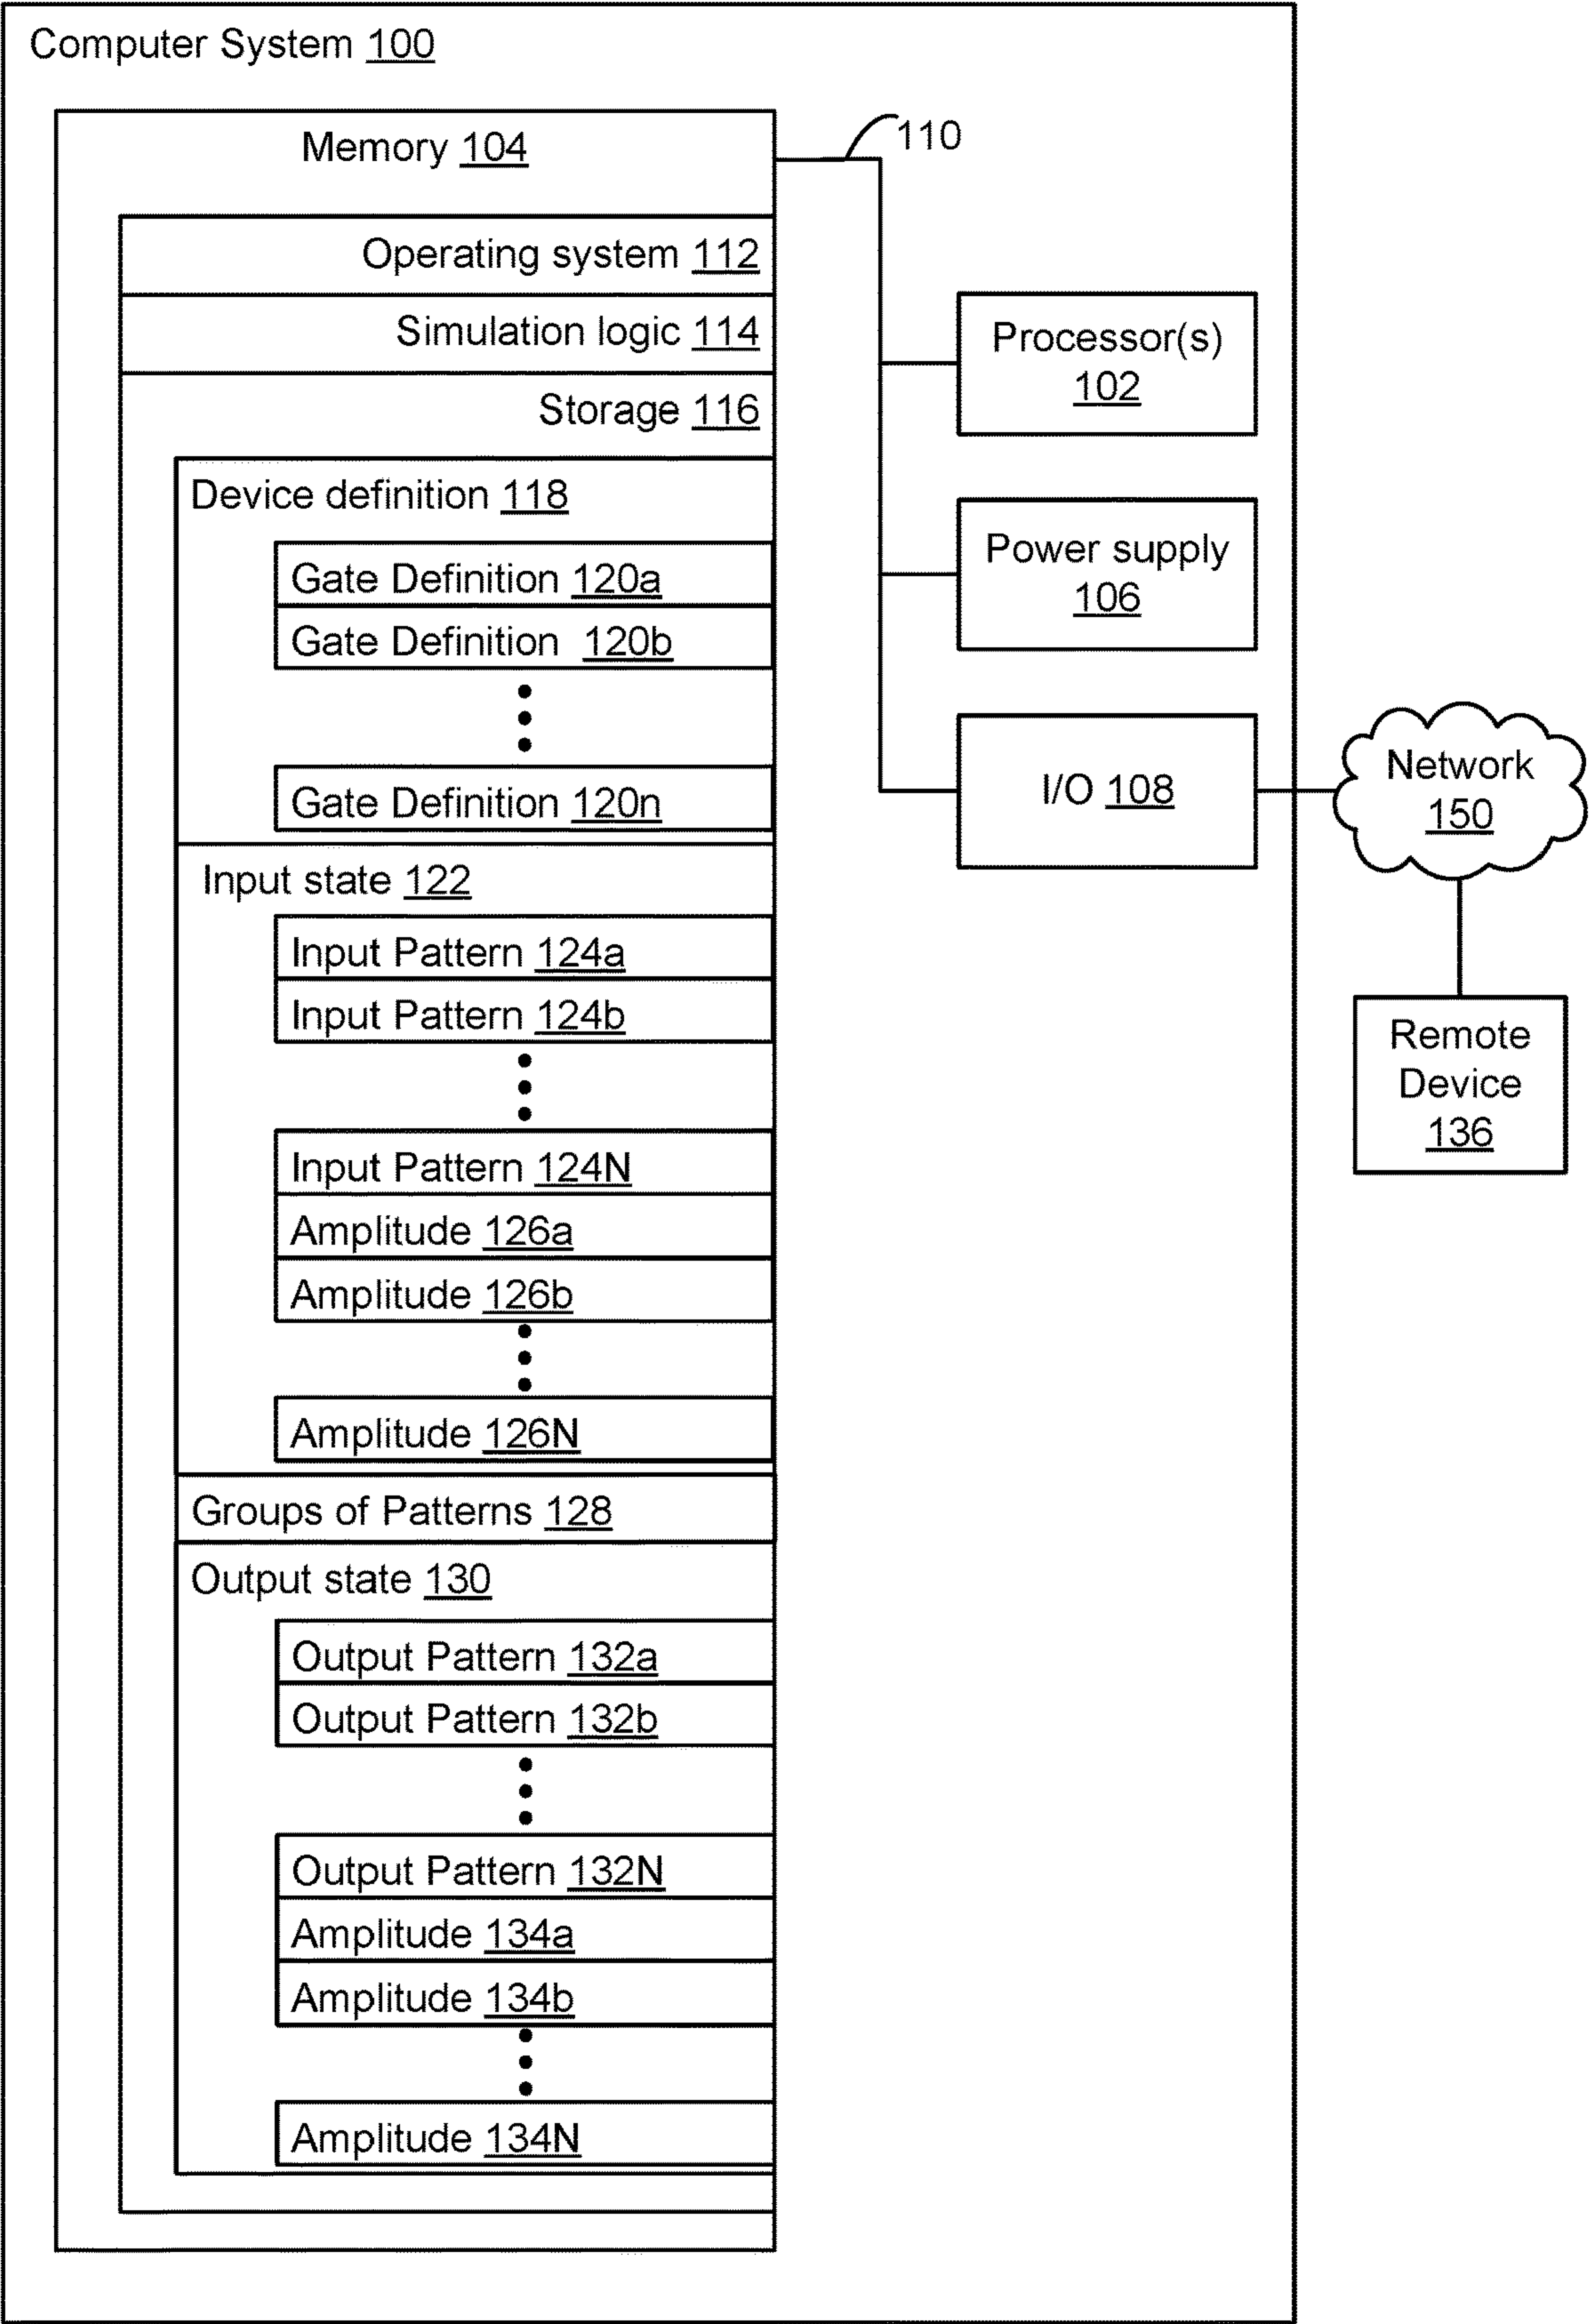 Computer System 100
Memory 104
110
Operating system 112
Simulation logic 114
Storage 116
Device definition 118
Gate Definition 120a
Gate Definition 120b
Gate Definition 120n
Input state 122
Input Pattern 124a
Input Pattern 124b
Input Pattern 124N
Amplitude 126a
Amplitude 126b
Amplitude 126N
Groups of Patterns 128
Output state 130
Output Pattern 132a
Output Pattern 132b
Output Pattern 132N
Amplitude 134a
Amplitude 134b
Amplitude 134N
Processor(s)
102
Power supply
106
I/O 108
Network
150
Remote
Device
136